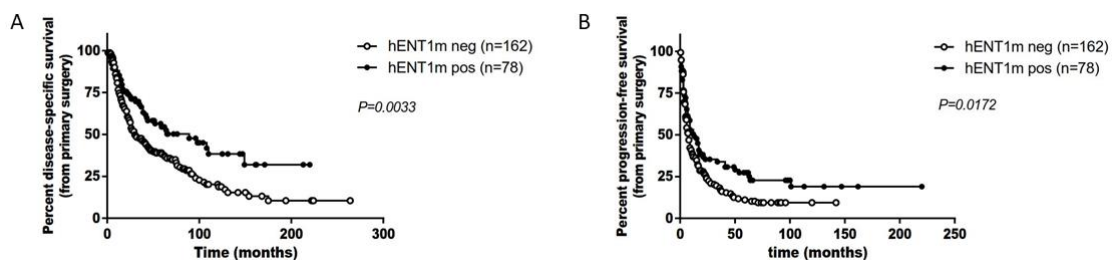 A
Percent disease-specific survival
(from primary surgery)
100
75
50
25
0
0
100
200
300
Time (months)
hENT1m neg (n=162)
hENT1m pos (n=78)
P=0.0033
B
Percent progression-free survival
(from primary surgery)
100
75
50
25
0
0
50
100
150
200
250
time (months)
hENT1m neg (n=162)
hENT1m pos (n=78)
P=0.0172